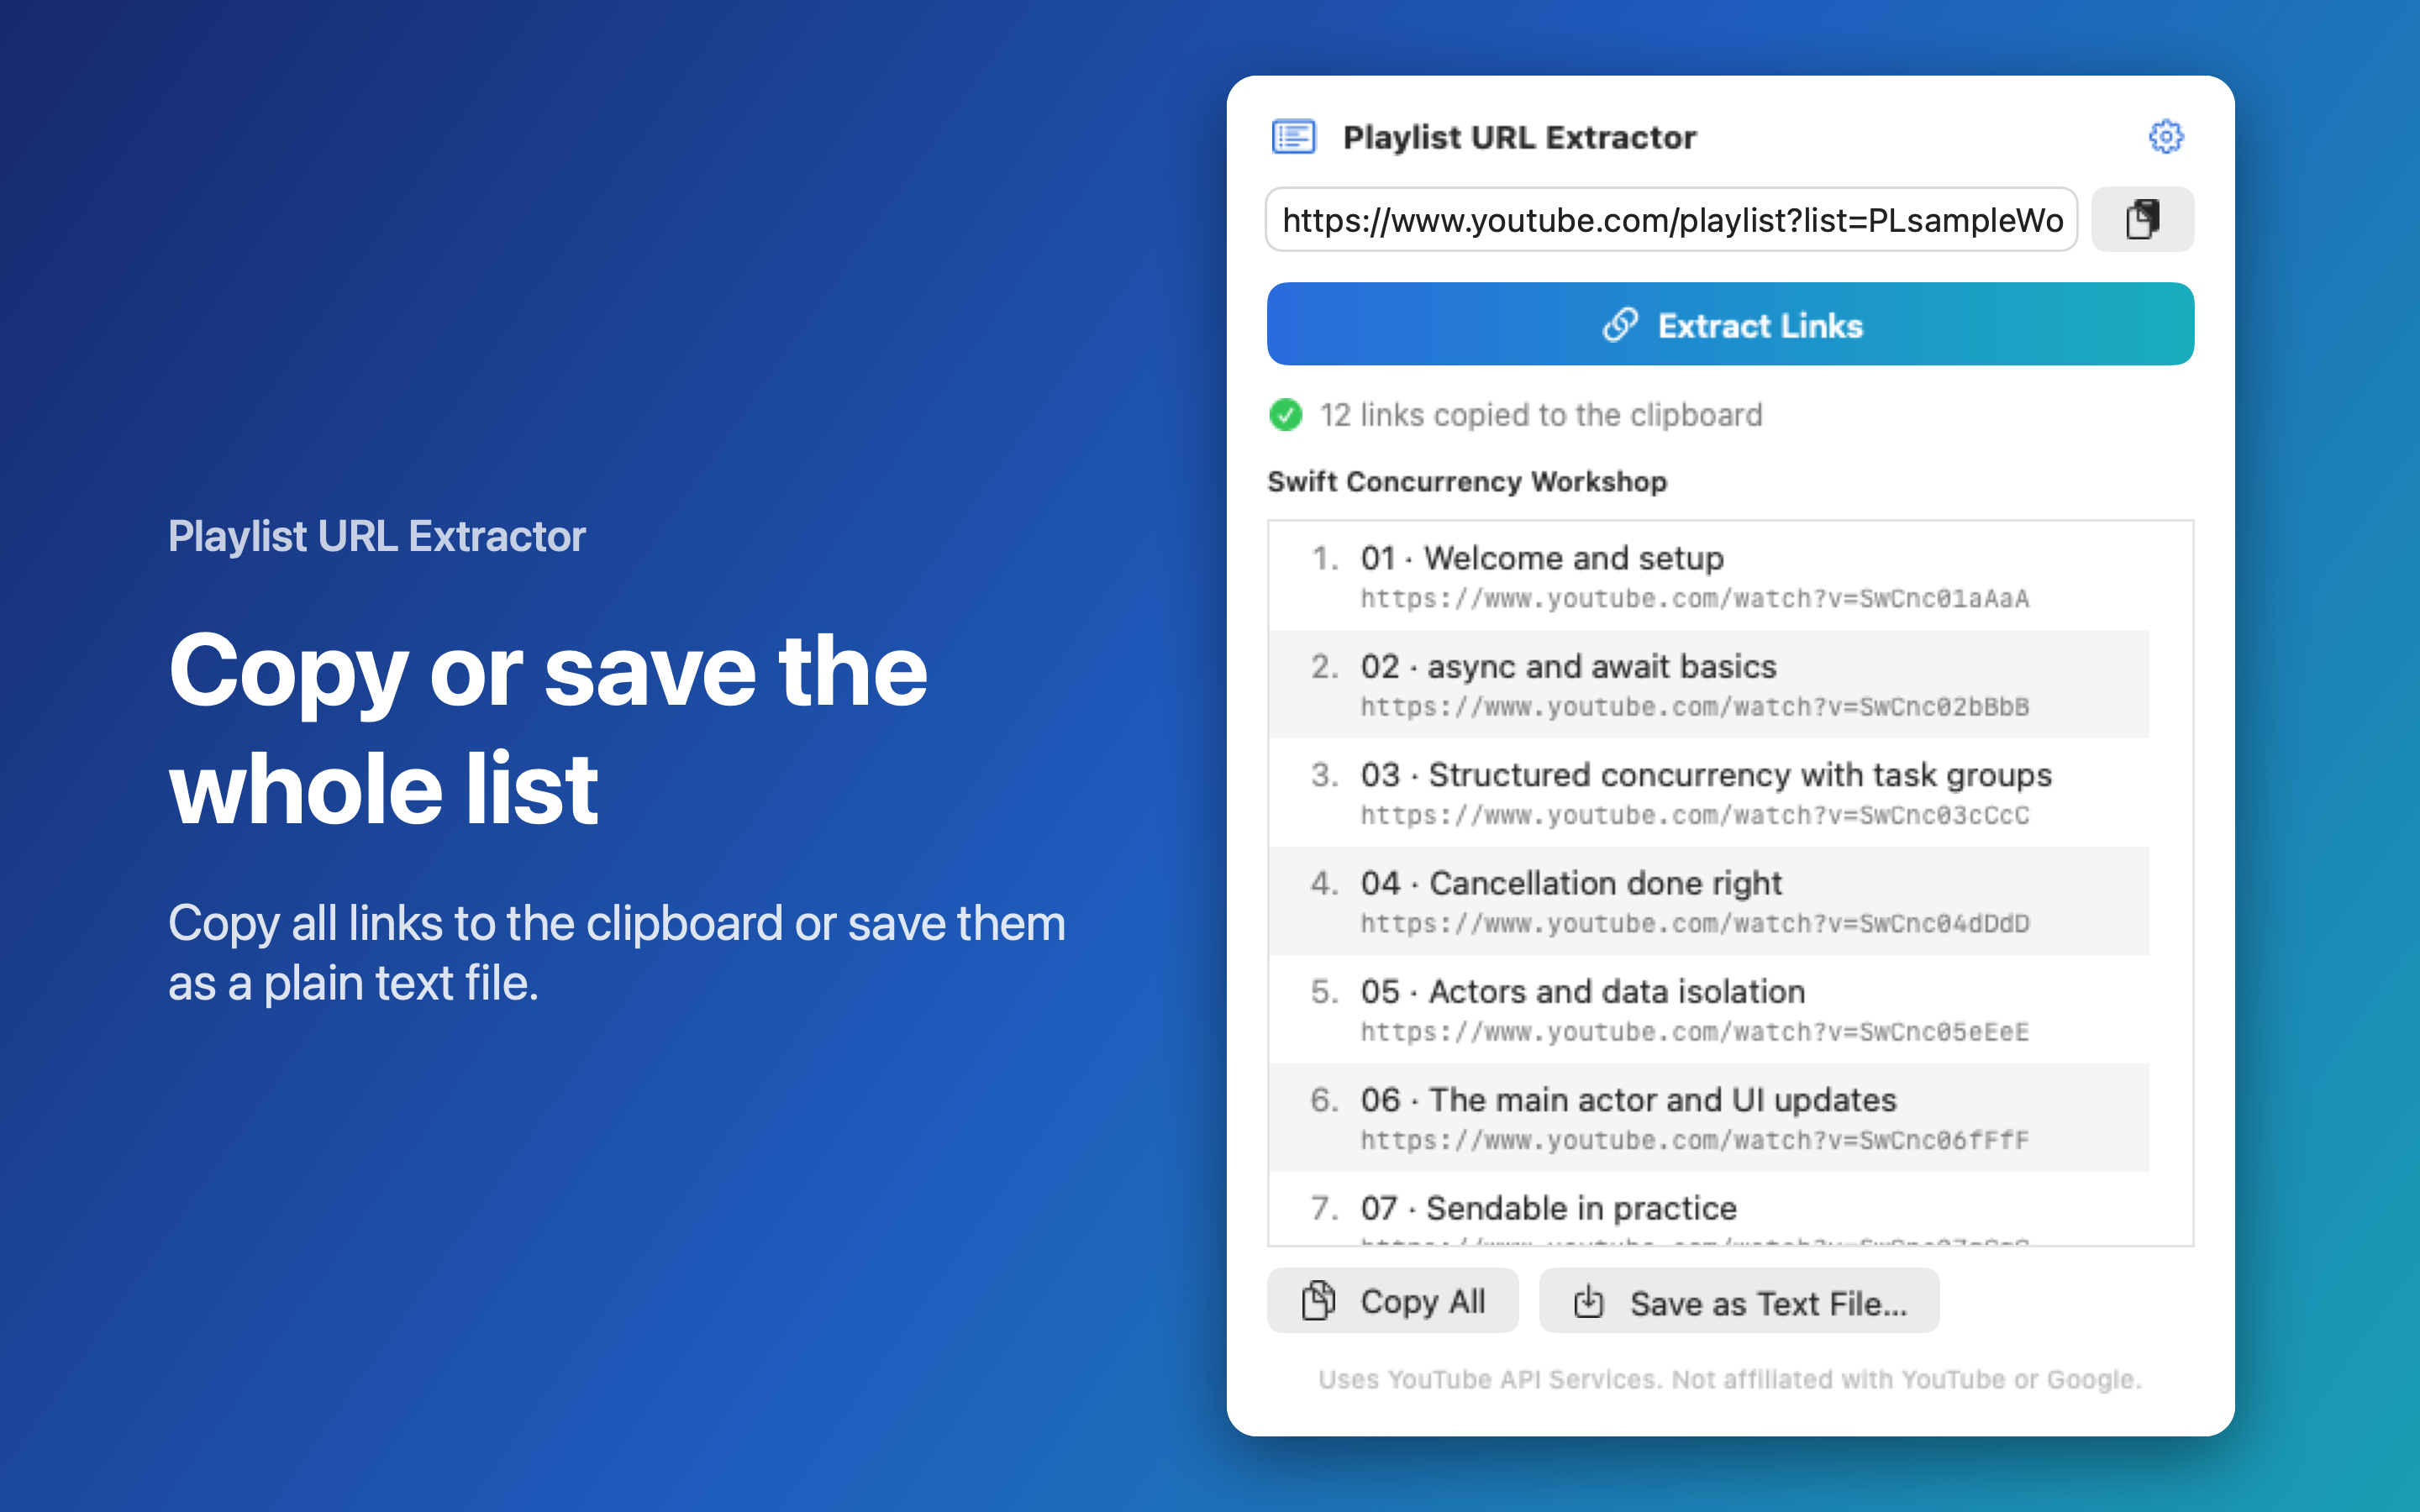 Playlist URL Extractor
Copy or save the
whole list
Copy all links to the clipboard or save them
as a plain text file.
Playlist URL Extractor
https://www.youtube.com/playlist?list=PLsampleWo
Extract Links
12 links copied to the clipboard
Swift Concurrency Workshop
1. 01 · Welcome and setup
https://www.youtube.com/watch?v=SwCnc01aAaA
2. 02 · async and await basics
https://www.youtube.com/watch?v=SwCnc02bBbB
3. 03 · Structured concurrency with task groups
https://www.youtube.com/watch?v=SwCnc03cCcC
4. 04 · Cancellation done right
https://www.youtube.com/watch?v=SwCnc04dDdD
5. 05 · Actors and data isolation
https://www.youtube.com/watch?v=SwCnc05eEeE
6. 06 · The main actor and UI updates
https://www.youtube.com/watch?v=SwCnc06fFfF
7. 07 · Sendable in practice
Copy All
Save as Text File...
Uses YouTube API Services. Not affiliated with YouTube or Google.